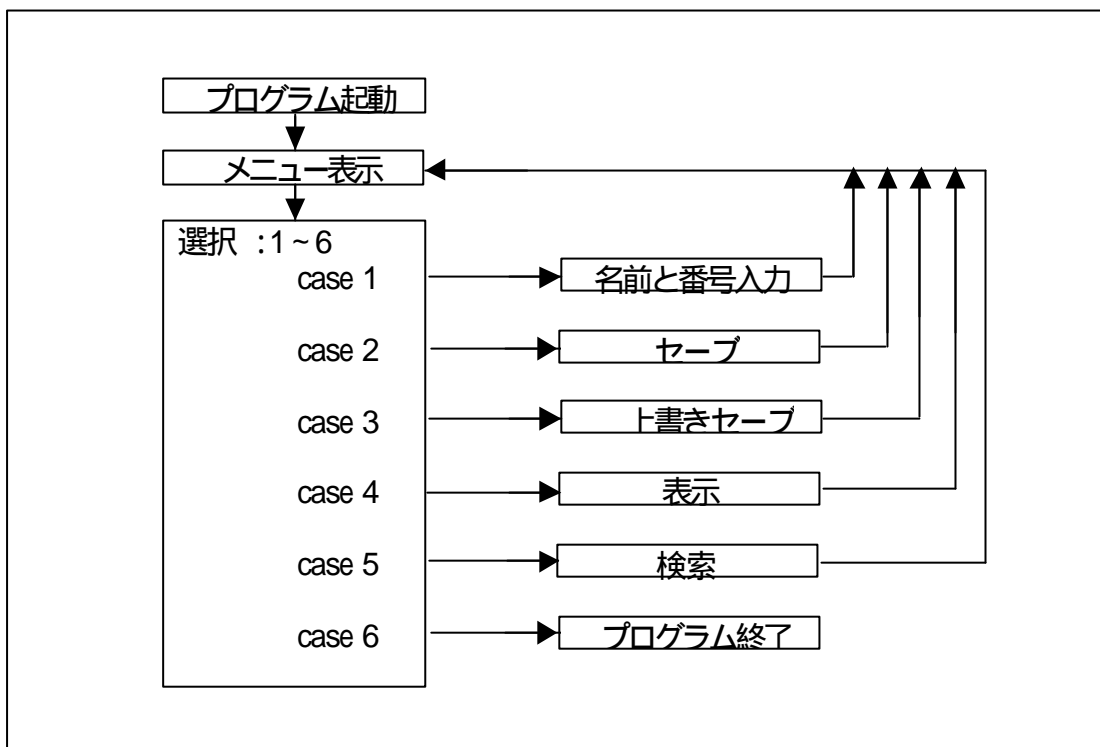 プログラム起動
メニュー表示
選択 :1~6
case 1
名前と番号入力
case 2
セーブ
case 3
上書きセーブ
case 4
表示
case 5
検索
case 6
プログラム終了